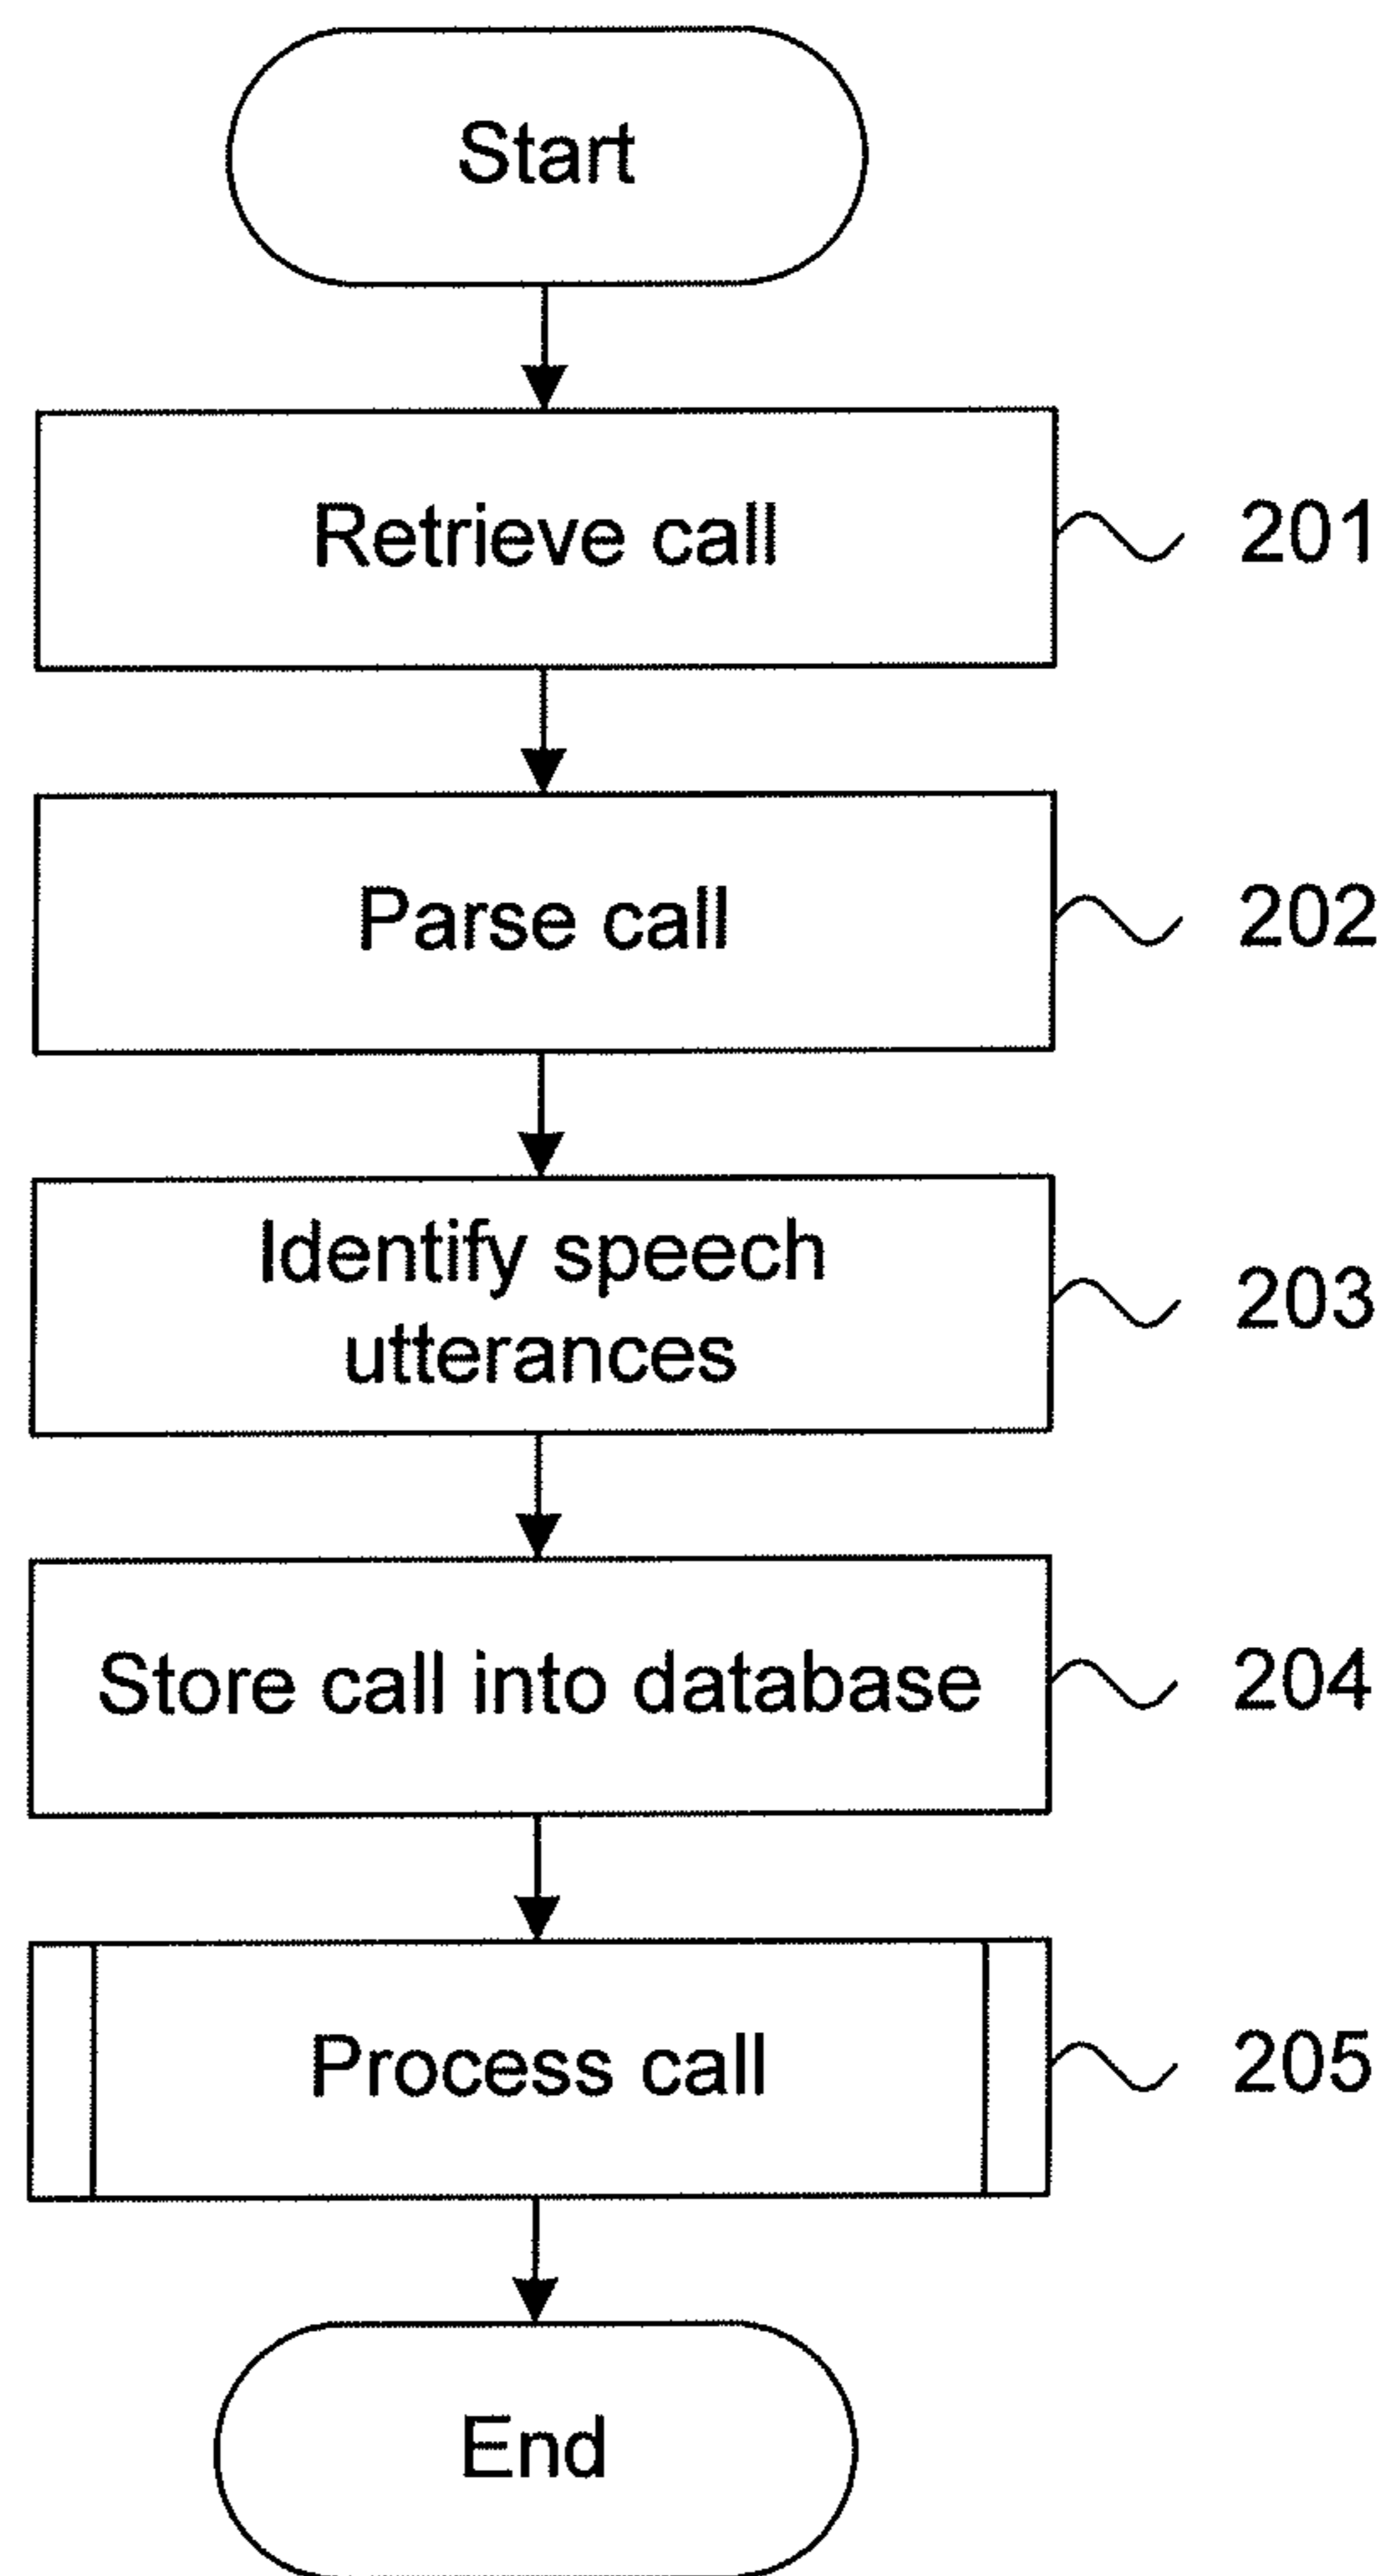 Start
Retrieve call
201
Parse call
202
Identify speech
utterances
203
Store call into database
204
Process call
205
End